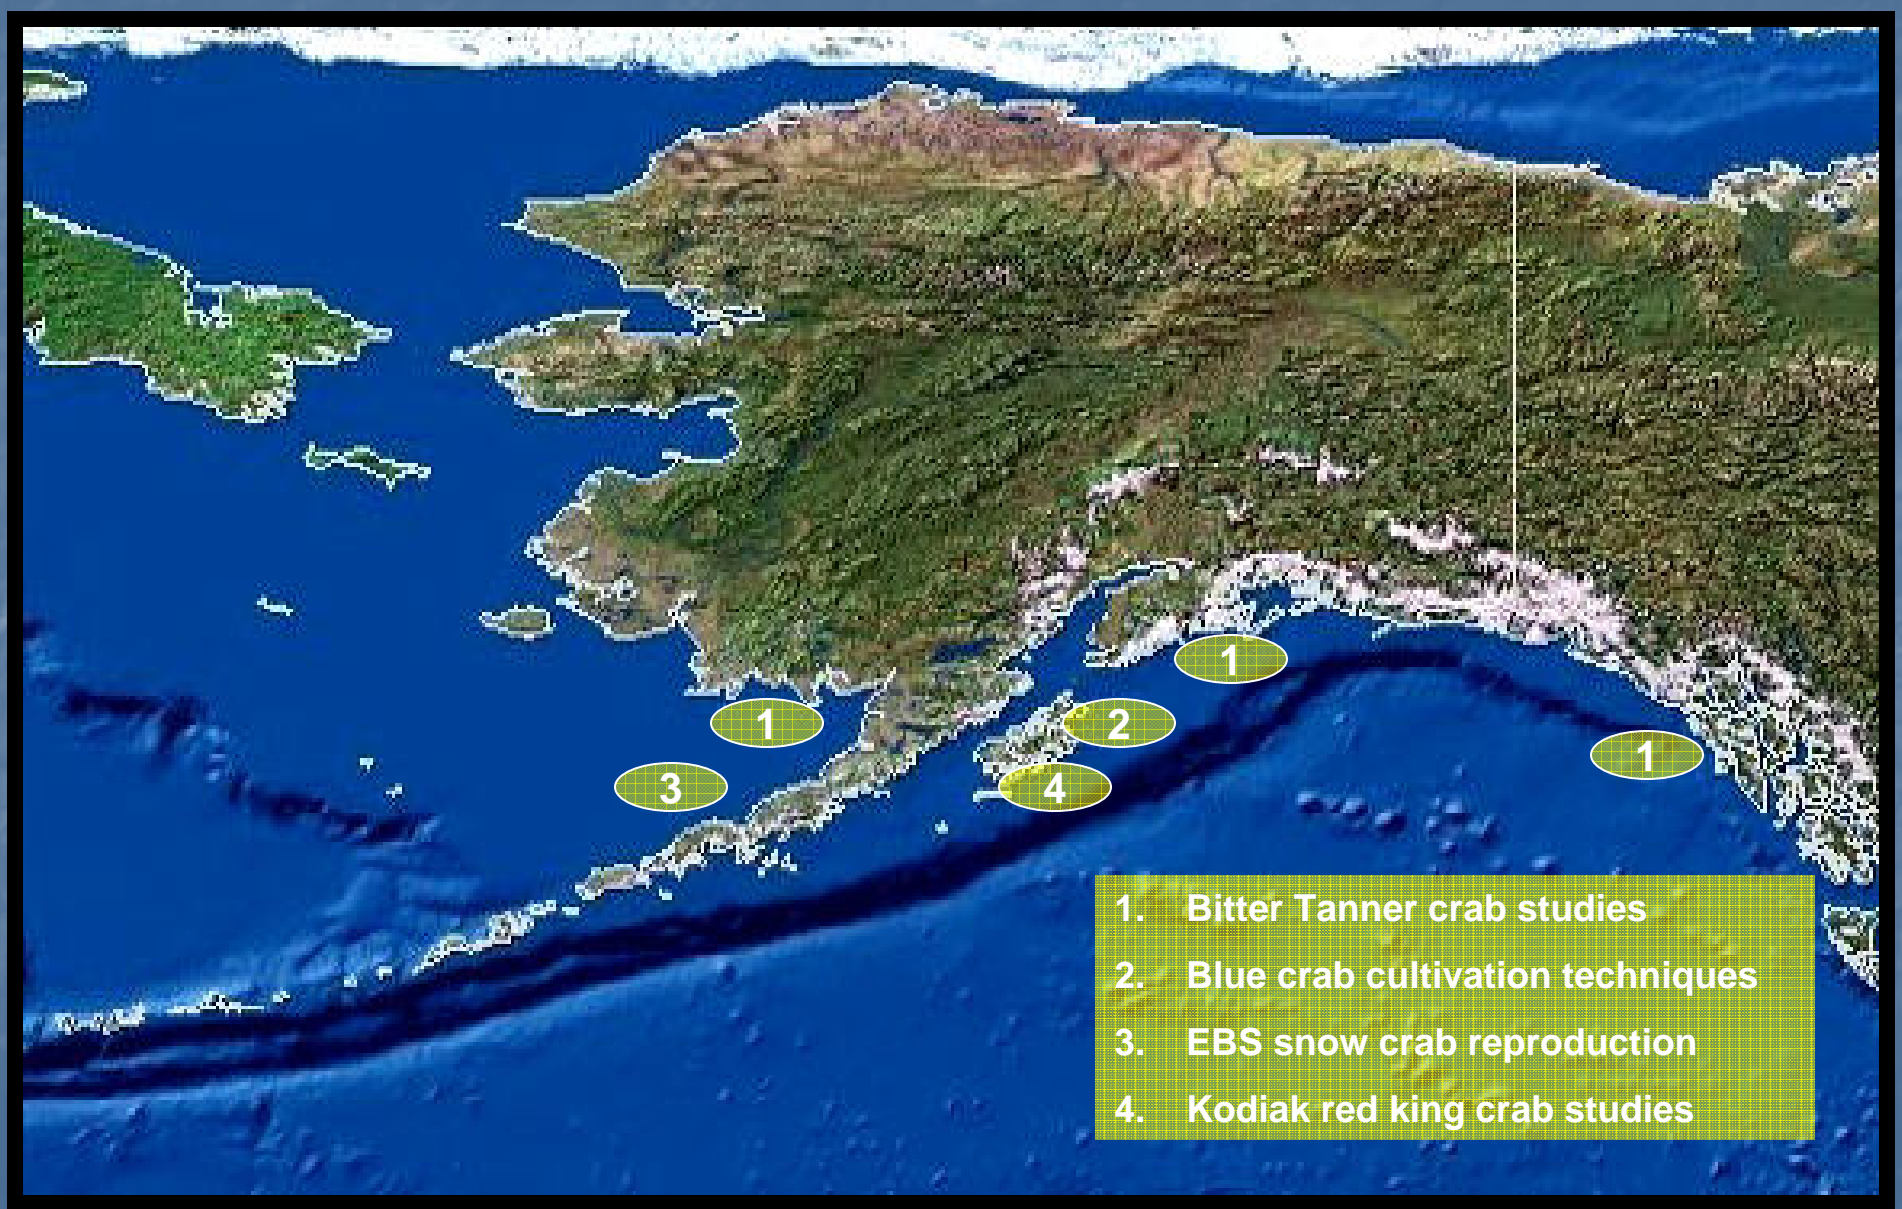 1
1
2
1
3
4
1. Bitter Tanner crab studies
2. Blue crab cultivation techniques
3. EBS snow crab reproduction
4. Kodiak red king crab studies